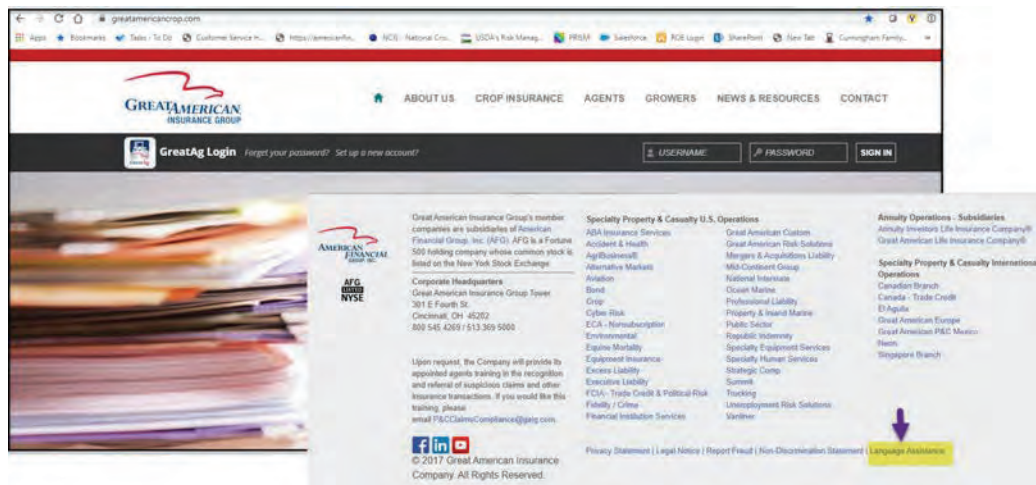 greatamericancrop.com
Apps
Bookmarks
Tasks - To Do
Customer Service H...
https://americanfin...
NCIS - National Cro...
USDA's Risk Manag...
PRISM
Salesforce
ROE Login
SharePoint
New Tab
Cunningham Family...
GREATAMERICAN
INSURANCE GROUP
ABOUT US
CROP INSURANCE
AGENTS
GROWERS
NEWS & RESOURCES
CONTACT
GreatAg
GreatAg Login
Forget your password?
Set up a new account?
USERNAME
PASSWORD
SIGN IN
AMERICAN
FINANCIAL
GROUP, INC.
AFG
LISTED
NYSE
Great American Insurance Group's member
companies are subsidiaries of American
Financial Group, Inc. (AFG). AFG is a Fortune
500 holding company whose common stock is
listed on the New York Stock Exchange.
Corporate Headquarters
Great American Insurance Group Tower
301 E Fourth St.
Cincinnati, OH 45202
800 545 4269 / 513 369 5000
Upon request, the Company will provide its
appointed agents training in the recognition
and referral of suspicious claims and other
insurance transactions. If you would like this
training, please
email P&CClaimsCompliance@gaig.com.
© 2017 Great American Insurance
Company. All Rights Reserved.
Specialty Property & Casualty U.S. Operations
ABA Insurance Services
Accident & Health
AgriBusiness®
Alternative Markets
Aviation
Bond
Crop
Cyber Risk
ECA - Nonsubscription
Environmental
Equine Mortality
Equipment Insurance
Excess Liability
Executive Liability
FCIA - Trade Credit & Political Risk
Fidelity / Crime
Financial Institution Services
Great American Custom
Great American Risk Solutions
Mergers & Acquisitions Liability
Mid-Continent Group
National Interstate
Ocean Marine
Professional Liability
Property & Inland Marine
Public Sector
Republic Indemnity
Specialty Equipment Services
Specialty Human Services
Strategic Comp
Summit
Trucking
Unemployment Risk Solutions
Vanliner
Annuity Operations - Subsidiaries
Annuity Investors Life Insurance Company®
Great American Life Insurance Company®
Specialty Property & Casualty Internationa
Operations
Canadian Branch
Canada - Trade Credit
El Aguila
Great American Europe
Great American P&C Mexico
Neon
Singapore Branch
Privacy Statement | Legal Notice | Report Fraud | Non-Discrimination Statement | Language Assistance